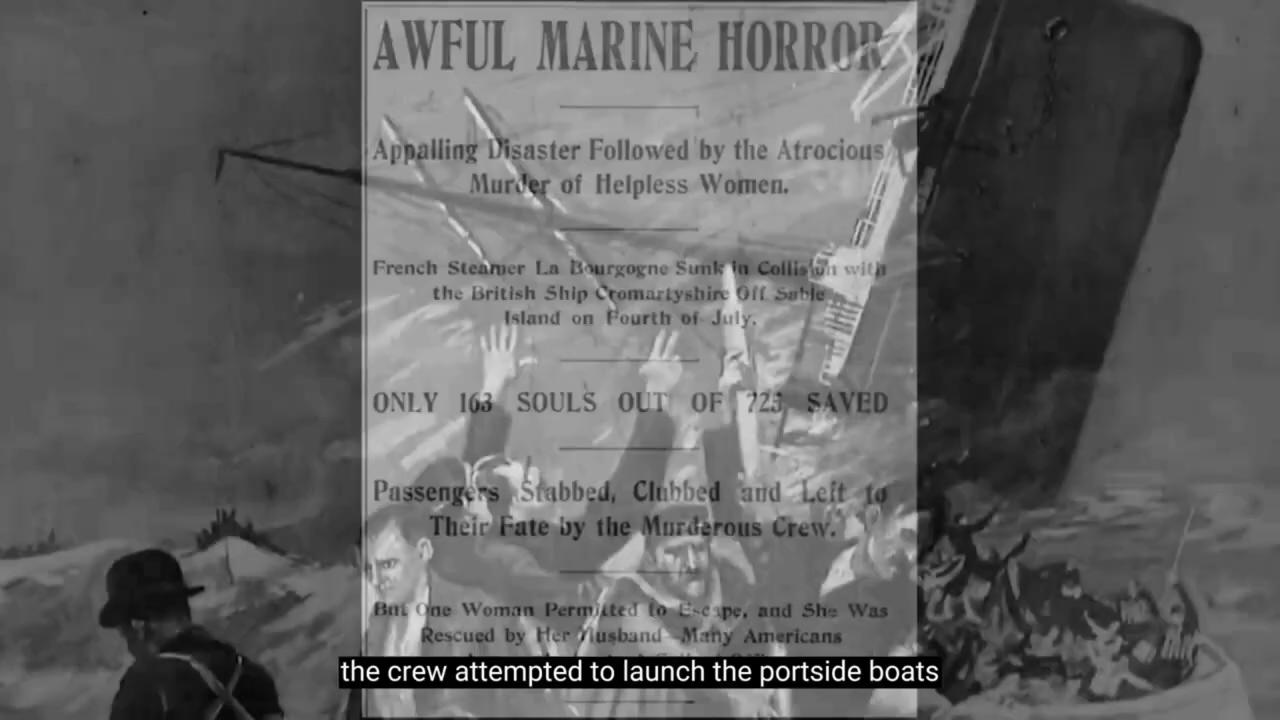 AWFUL MARINE HORROR
Appalling Disaster Followed by the Atrocious
Murder of Helpless Women.
French Steamer La Bourgogne Sunk in Collision with
the British Ship Cromartyshire Off Sable
Island on Fourth of July.
ONLY 163 SOULS OUT OF 725 SAVED
Passengers Stabbed, Clubbed and Left to
Their Fate by the Murderous Crew.
But One Woman Permitted to Escape, and She Was
Rescued by Her Husband—Many Americans
the crew attempted to launch the portside boats